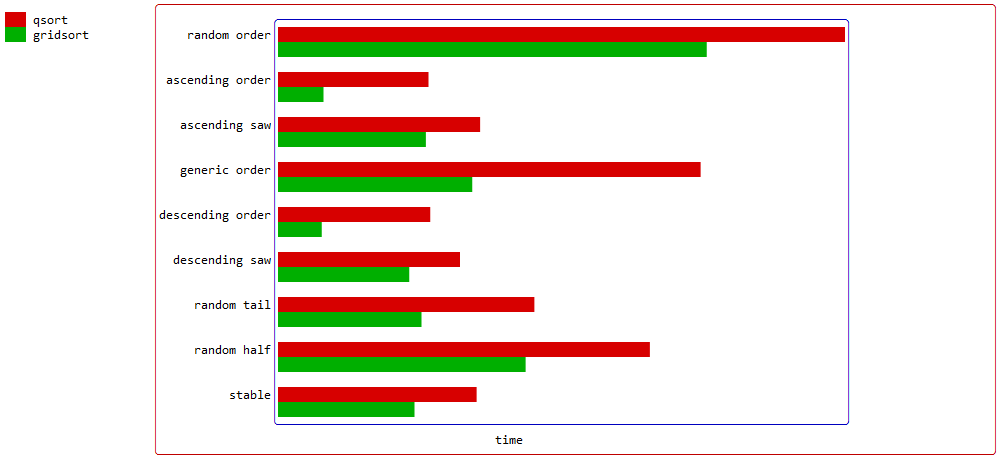 qsort
gridsort
random order
ascending order
ascending saw
generic order
descending order
descending saw
random tail
random half
stable
time